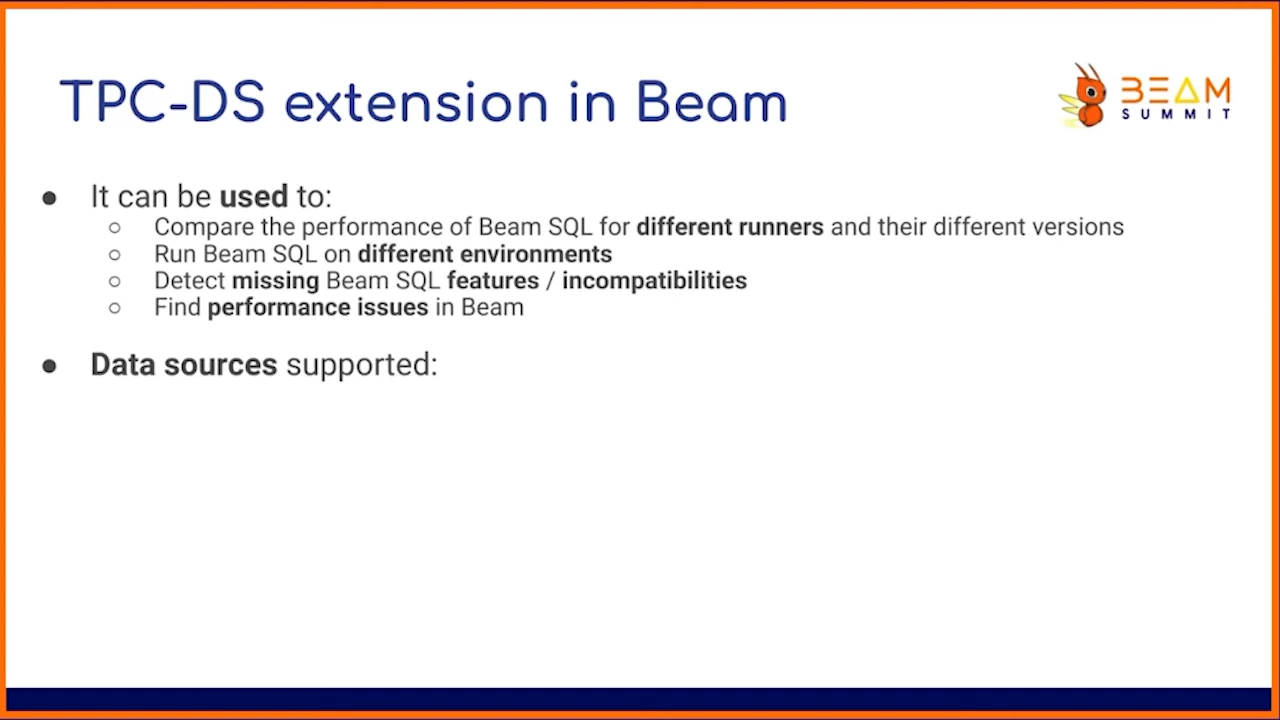 TPC-DS extension in Beam
BEAM
SUMMIT
● It can be used to:
○ Compare the performance of Beam SQL for different runners and their different versions
○ Run Beam SQL on different environments
○ Detect missing Beam SQL features / incompatibilities
○ Find performance issues in Beam
● Data sources supported: